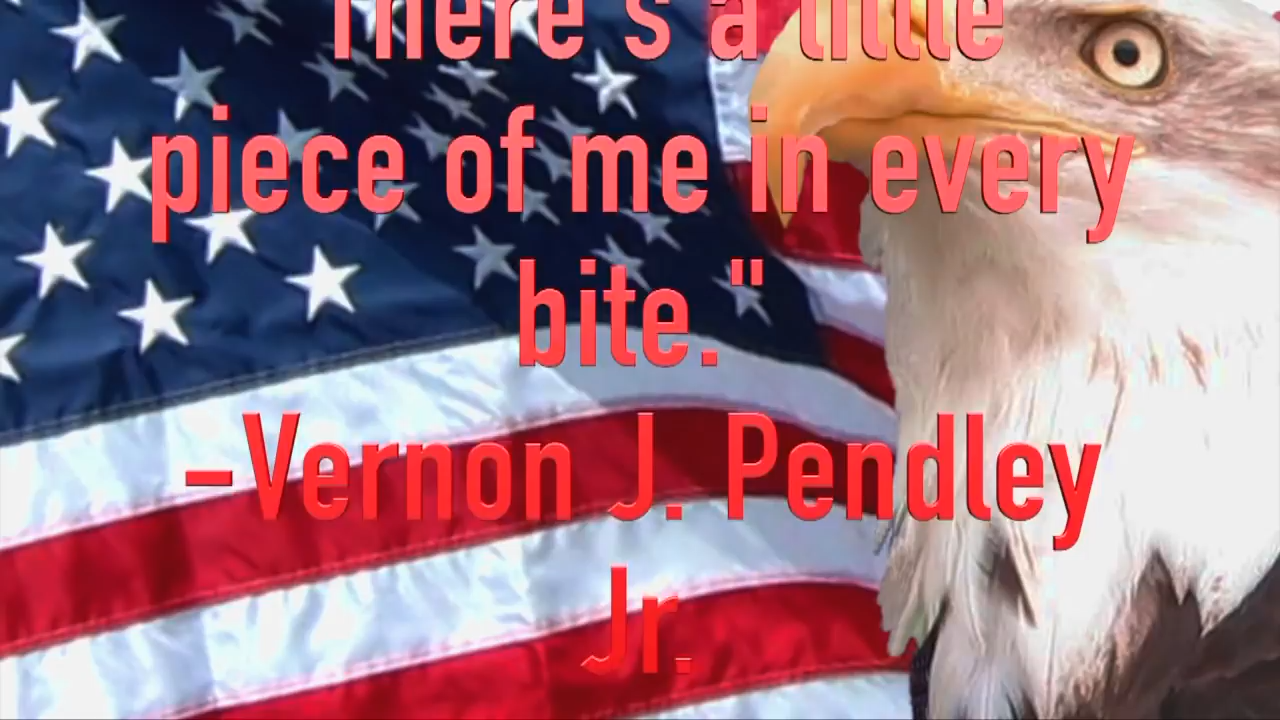 There's a little
piece of me in every
bite."
-Vernon J. Pendley
Jr.